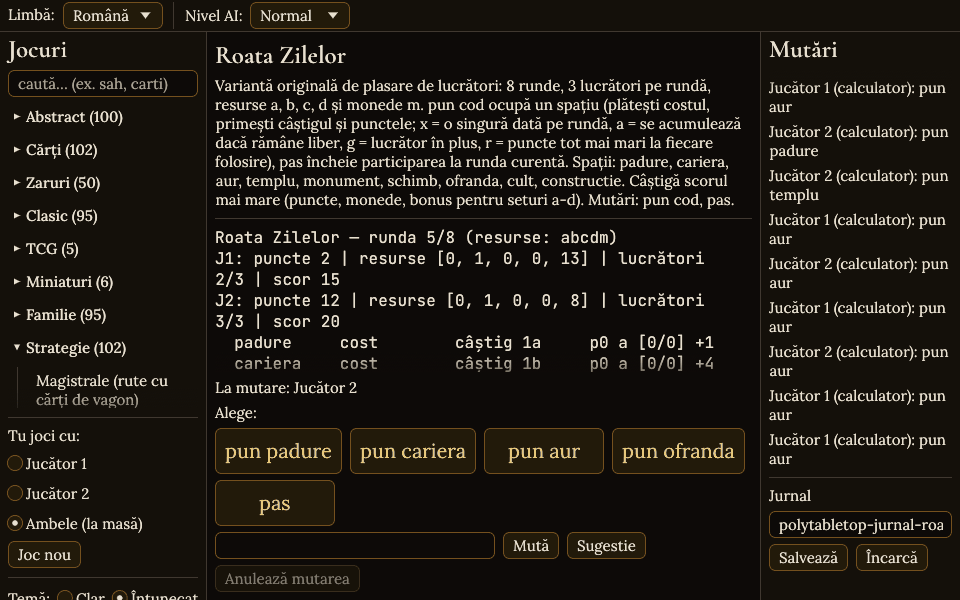 Limbă: Română ▼ Nivel AI: Normal ▼
Jocuri
caută... (ex. sah, carti)
▸ Abstract (100)
▸ Cărți (102)
▸ Zaruri (50)
▸ Clasic (95)
▸ TCG (5)
▸ Miniaturi (6)
▸ Familie (95)
▾ Strategie (102)
Magistrale (rute cu
cărți de vagon)
Tu joci cu:
Jucător 1
Jucător 2
Ambele (la masă)
Joc nou
Temă: Clar Întunecat
Roata Zilelor
Variantă originală de plasare de lucrători: 8 runde, 3 lucrători pe rundă,
resurse a, b, c, d și monede m. pun cod ocupă un spațiu (plătești costul,
primești câștigul și punctele; x = o singură dată pe rundă, a = se acumulează
dacă rămâne liber, g = lucrător în plus, r = puncte tot mai mari la fiecare
folosire), pas încheie participarea la runda curentă. Spații: padure, cariera,
aur, templu, monument, schimb, ofranda, cult, constructie. Câștigă scorul
mai mare (puncte, monede, bonus pentru seturi a-d). Mutări: pun cod, pas.
Roata Zilelor — runda 5/8 (resurse: abcdm)
J1: puncte 2 | resurse [0, 1, 0, 0, 13] | lucrători
2/3 | scor 15
J2: puncte 12 | resurse [0, 1, 0, 0, 8] | lucrători
3/3 | scor 20
padure cost câștig 1a p0 a [0/0] +1
cariera cost câștig 1b p0 a [0/0] +4
La mutare: Jucător 2
Alege:
pun padure pun cariera pun aur pun ofranda
pas
Mută Sugestie
Anulează mutarea
Mutări
Jucător 1 (calculator): pun
aur
Jucător 2 (calculator): pun
padure
Jucător 2 (calculator): pun
templu
Jucător 1 (calculator): pun
aur
Jucător 2 (calculator): pun
aur
Jucător 1 (calculator): pun
aur
Jucător 2 (calculator): pun
aur
Jucător 1 (calculator): pun
aur
Jucător 1 (calculator): pun
aur
Jurnal
polytabletop-jurnal-roa
Salvează Încarcă